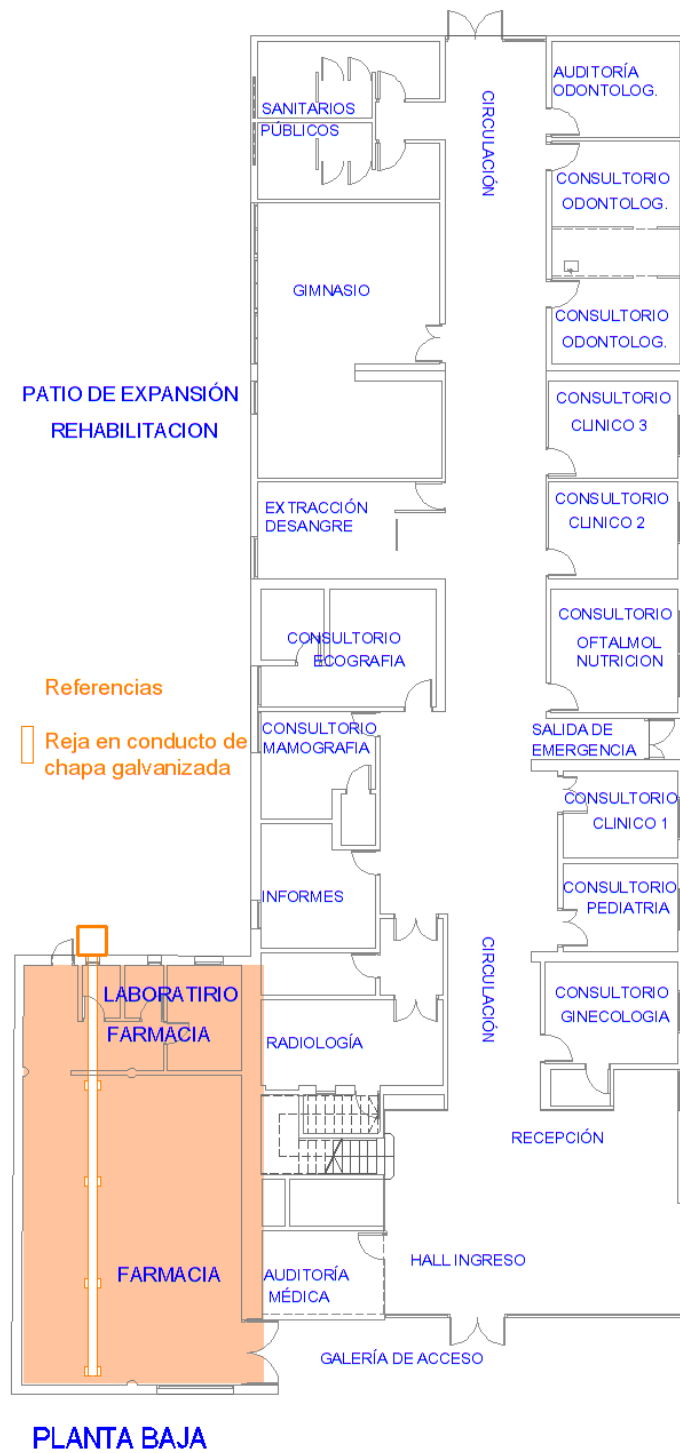 AUDITORÍA
ODONTOLOG.
SANITARIOS
PÚBLICOS
CIRCULACIÓN
CONSULTORIO
ODONTOLOG.
GIMNASIO
CONSULTORIO
ODONTOLOG.
PATIO DE EXPANSIÓN
REHABILITACION
CONSULTORIO
CLINICO 3
EXTRACCIÓN
DESANGRE
CONSULTORIO
CLINICO 2
CONSULTORIO
ECOGRAFIA
CONSULTORIO
OFTALMOL
NUTRICION
Referencias
Reja en conducto de
chapa galvanizada
CONSULTORIO
MAMOGRAFIA
SALIDA DE
EMERGENCIA
CONSULTORIO
CLINICO 1
INFORMES
CONSULTORIO
PEDIATRIA
CIRCULACIÓN
LABORATIRIO
FARMACIA
CONSULTORIO
GINECOLOGIA
RADIOLOGÍA
RECEPCIÓN
FARMACIA
AUDITORÍA
MÉDICA
HALL INGRESO
GALERÍA DE ACCESO
PLANTA BAJA